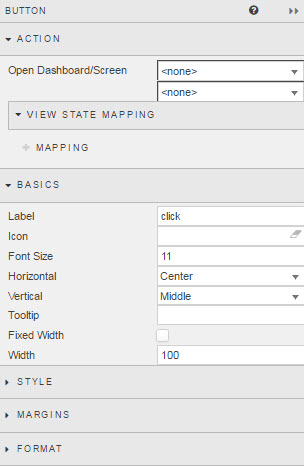 BUTTON
ACTION
Open Dashboard/Screen <none>
<none>
VIEW STATE MAPPING
MAPPING
BASICS
Label click
Icon
Font Size 11
Horizontal Center
Vertical Middle
Tooltip
Fixed Width
Width 100
STYLE
MARGINS
FORMAT